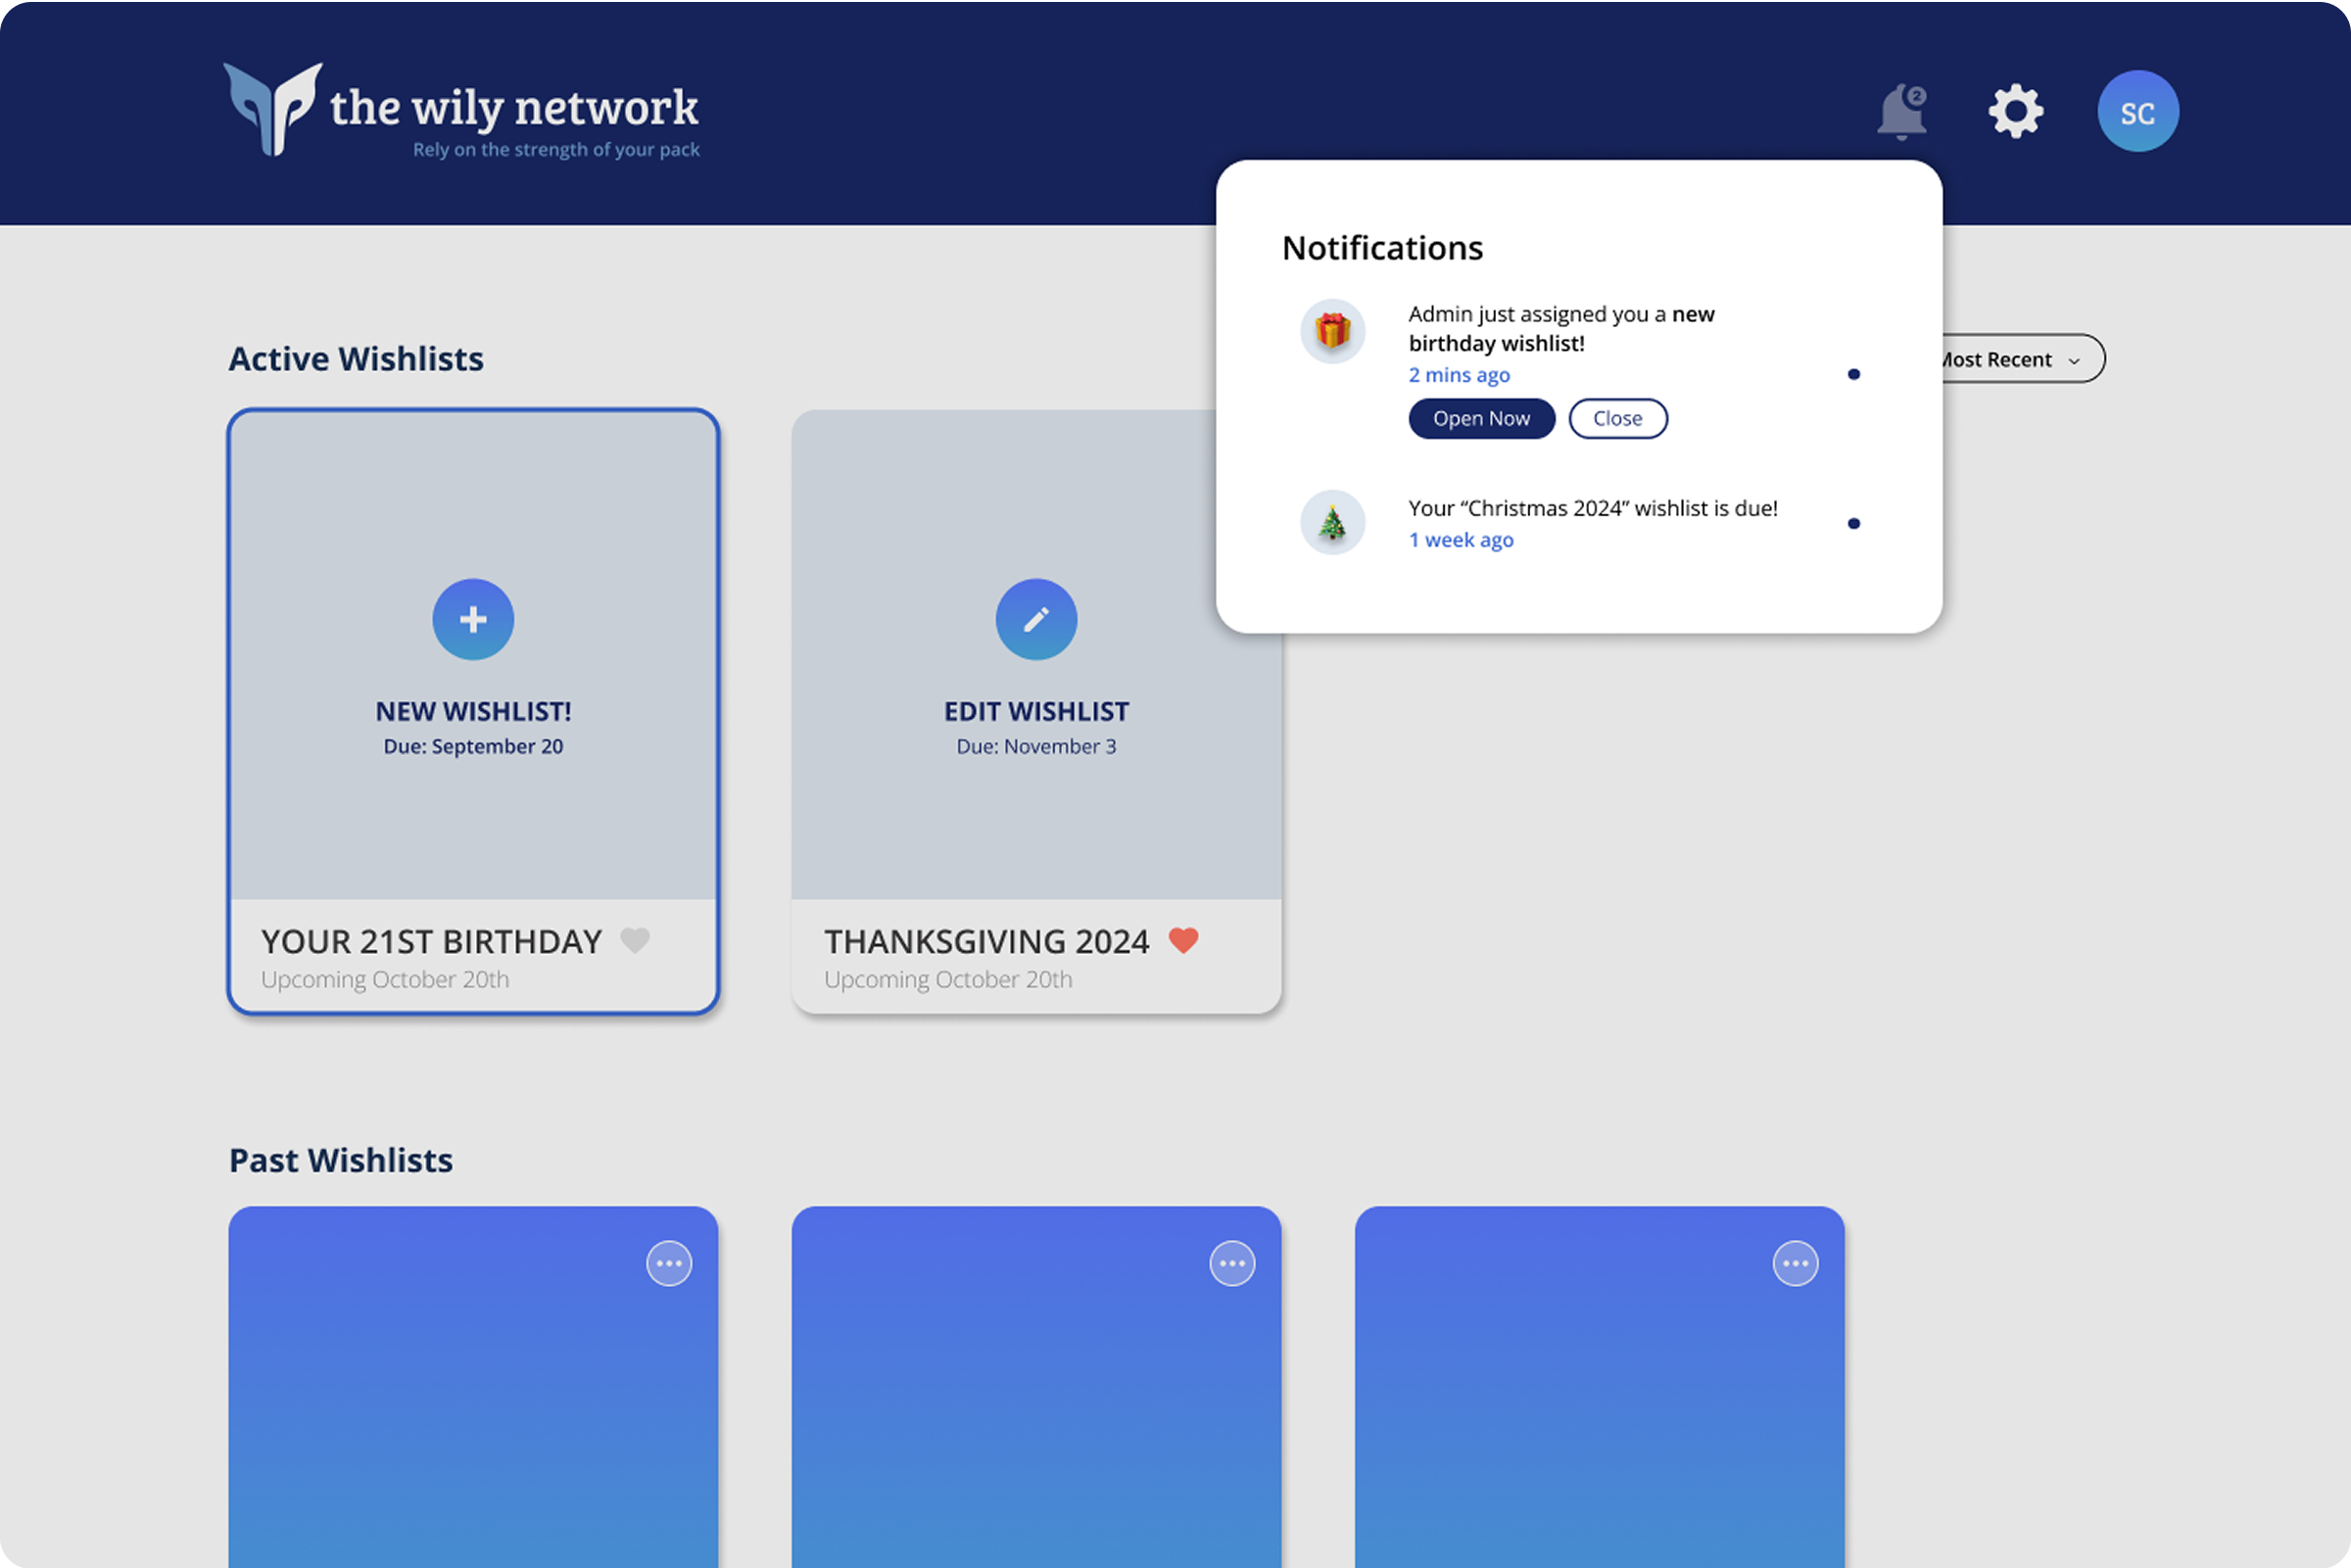 the wily network
Rely on the strength of your pack
2
SC
Notifications
Admin just assigned you a new
birthday wishlist!
2 mins ago
Open Now
Close
Your “Christmas 2024” wishlist is due!
1 week ago
Active Wishlists
Most Recent
NEW WISHLIST!
Due: September 20
EDIT WISHLIST
Due: November 3
YOUR 21ST BIRTHDAY
Upcoming October 20th
THANKSGIVING 2024
Upcoming October 20th
Past Wishlists